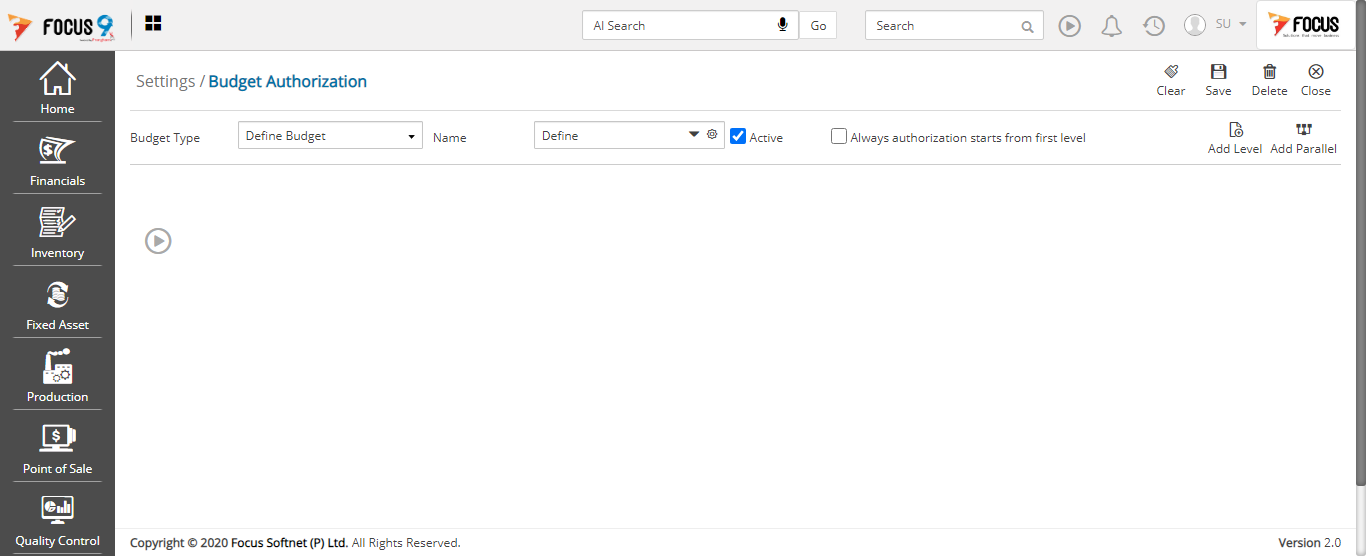 FOCUS 9
AI Search
Go
Search
SU
FOCUS
Home
Financials
Inventory
Fixed Asset
Production
Point of Sale
Quality Control
Settings / Budget Authorization
Clear
Save
Delete
Close
Budget Type
Define Budget
Name
Define
Active
Always authorization starts from first level
Add Level
Add Parallel
Copyright © 2020 Focus Softnet (P) Ltd. All Rights Reserved.
Version 2.0